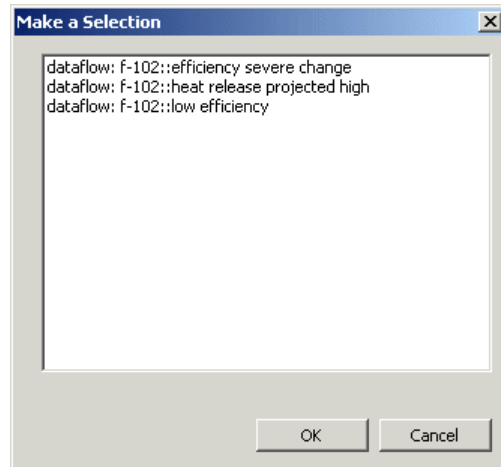 Make a Selection
dataflow: f-102::efficiency severe change
dataflow: f-102::heat release projected high
dataflow: f-102::low efficiency
OK
Cancel